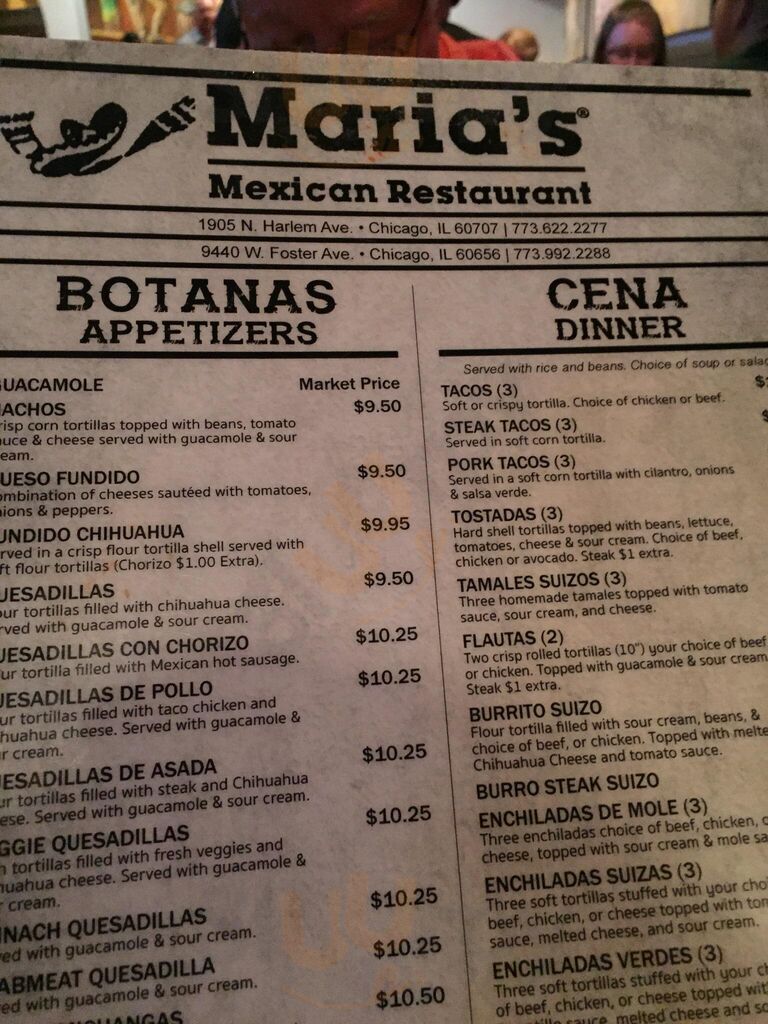 Maria's®
Mexican Restaurant
1905 N. Harlem Ave. • Chicago, IL 60707 | 773.622.2277
9440 W. Foster Ave. • Chicago, IL 60656 | 773.992.2288
BOTANAS
APPETIZERS
UACAMOLE Market Price
ACHOS $9.50
risp corn tortillas topped with beans, tomato
uce & cheese served with guacamole & sour
eam.
UESO FUNDIDO $9.50
ombination of cheeses sautéed with tomatoes,
ions & peppers.
UNDIDO CHIHUAHUA $9.95
rved in a crisp flour tortilla shell served with
ft flour tortillas (Chorizo $1.00 Extra).
UESADILLAS $9.50
our tortillas filled with chihuahua cheese.
rved with guacamole & sour cream.
UESADILLAS CON CHORIZO $10.25
ur tortilla filled with Mexican hot sausage.
UESADILLAS DE POLLO $10.25
ur tortillas filled with taco chicken and
huahua cheese. Served with guacamole &
r cream.
ESADILLAS DE ASADA $10.25
ur tortillas filled with steak and Chihuahua
ese. Served with guacamole & sour cream.
GGIE QUESADILLAS $10.25
n tortillas filled with fresh veggies and
huahua cheese. Served with guacamole &
r cream.
INACH QUESADILLAS $10.25
ed with guacamole & sour cream.
ABMEAT QUESADILLA $10.25
ed with guacamole & sour cream.
$10.50
CENA
DINNER
Served with rice and beans. Choice of soup or salad
TACOS (3) $
Soft or crispy tortilla. Choice of chicken or beef.
STEAK TACOS (3) $
Served in soft corn tortilla.
PORK TACOS (3)
Served in a soft corn tortilla with cilantro, onions
& salsa verde.
TOSTADAS (3)
Hard shell tortillas topped with beans, lettuce,
tomatoes, cheese & sour cream. Choice of beef,
chicken or avocado. Steak $1 extra.
TAMALES SUIZOS (3)
Three homemade tamales topped with tomato
sauce, sour cream, and cheese.
FLAUTAS (2)
Two crisp rolled tortillas (10") your choice of beef
or chicken. Topped with guacamole & sour cream
Steak $1 extra.
BURRITO SUIZO
Flour tortilla filled with sour cream, beans, &
choice of beef, or chicken. Topped with melte
Chihuahua Cheese and tomato sauce.
BURRO STEAK SUIZO
ENCHILADAS DE MOLE (3)
Three enchiladas choice of beef, chicken, o
cheese, topped with sour cream & mole sa
ENCHILADAS SUIZAS (3)
Three soft tortillas stuffed with your cho
beef, chicken, or cheese topped with tom
sauce, melted cheese, and sour cream.
ENCHILADAS VERDES (3)
Three soft tortillas stuffed with your ch
of beef, chicken, or cheese topped wit
sauce, melted cheese and so